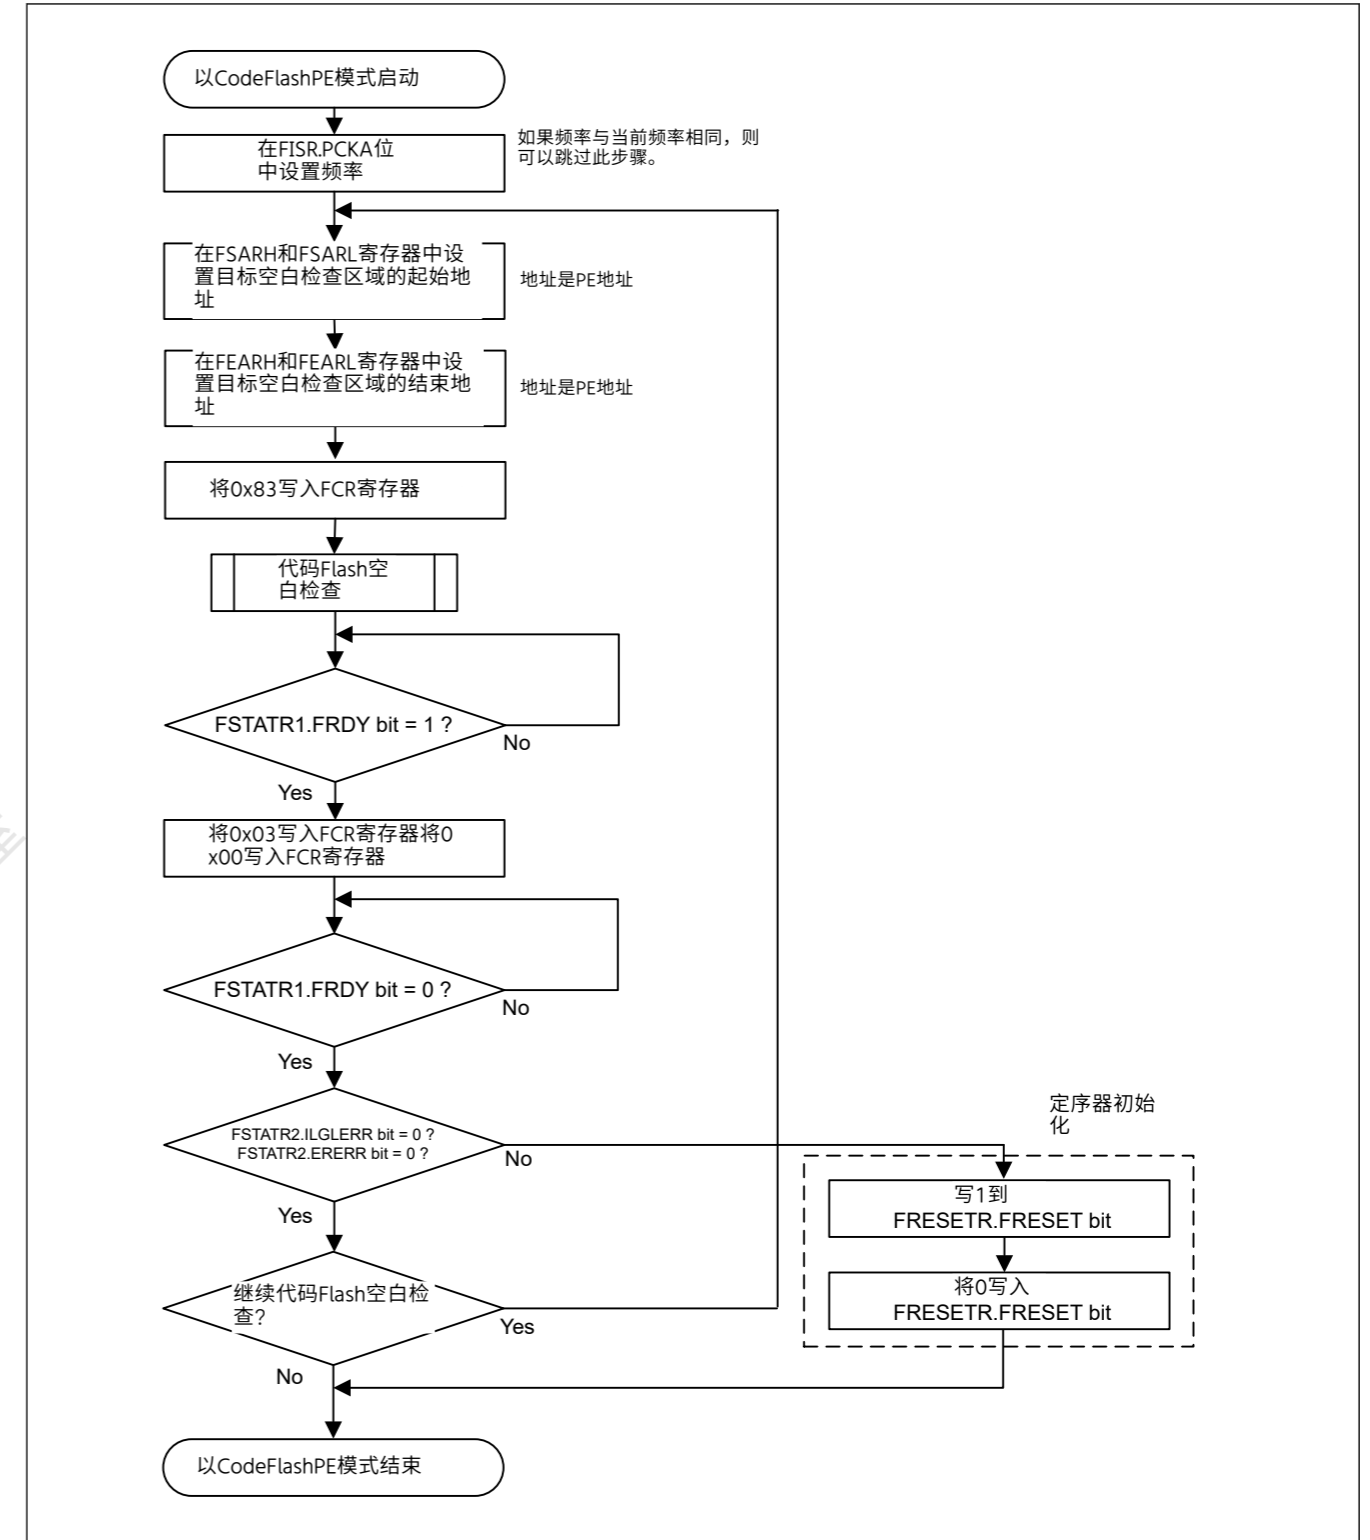 以CodeFlashPE模式启动
在FISR.PCKA位
中设置频率
如果频率与当前频率相同，则
可以跳过此步骤。
在FSARH和FSARL寄存器中设
置目标空白检查区域的起始地
址
地址是PE地址
在FEARH和FEARL寄存器中设
置目标空白检查区域的结束地
址
地址是PE地址
将0x83写入FCR寄存器
代码Flash空
白检查
FSTATR1.FRDY bit = 1 ?
No
Yes
将0x03写入FCR寄存器将0
x00写入FCR寄存器
FSTATR1.FRDY bit = 0 ?
No
Yes
FSTATR2.ILGLERR bit = 0 ?
FSTATR2.ERERR bit = 0 ?
No
Yes
定序器初始
化
写1到
FRESETR.FRESET bit
将0写入
FRESETR.FRESET bit
继续代码Flash空白检
查?
Yes
No
以CodeFlashPE模式结束